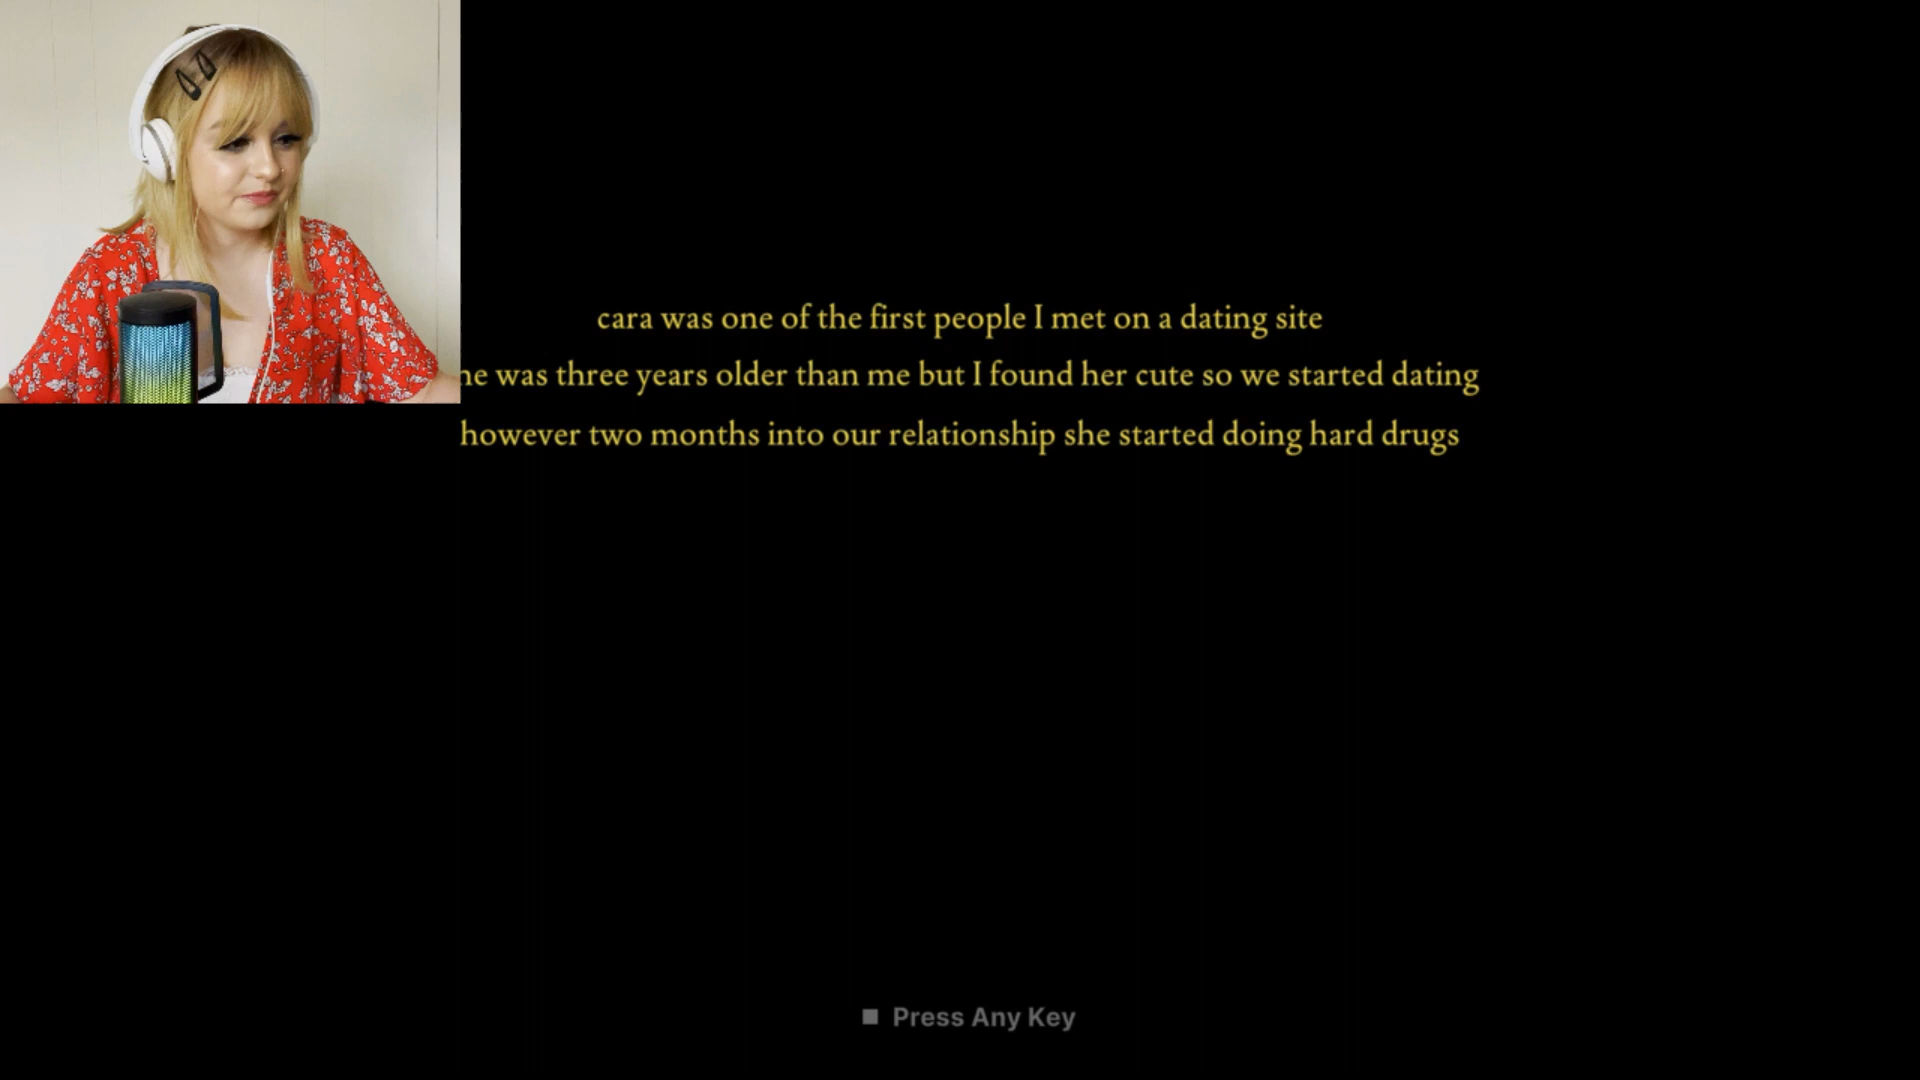 cara was one of the first people I met on a dating site
was three years older than me but I found her cute so we started dating
however two months into our relationship she started doing hard drugs
Press Any Key